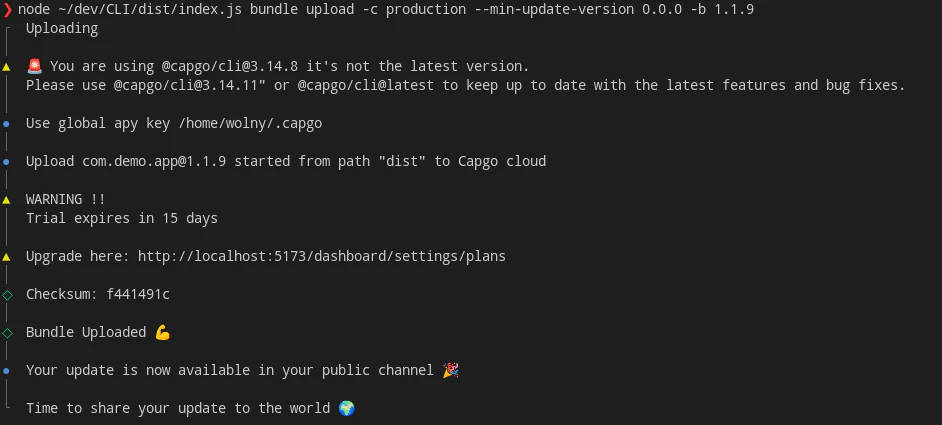 ❯ node ~/dev/CLI/dist/index.js bundle upload -c production --min-update-version 0.0.0 -b 1.1.9
Uploading
🚨 You are using @capgo/cli@3.14.8 it's not the latest version.
Please use @capgo/cli@3.14.11" or @capgo/cli@latest to keep up to date with the latest features and bug fixes.
Use global apy key /home/wolny/.capgo
Upload com.demo.app@1.1.9 started from path "dist" to Capgo cloud
WARNING !!
Trial expires in 15 days
Upgrade here: http://localhost:5173/dashboard/settings/plans
Checksum: f441491c
Bundle Uploaded 💪
Your update is now available in your public channel 🎉
Time to share your update to the world 🌍